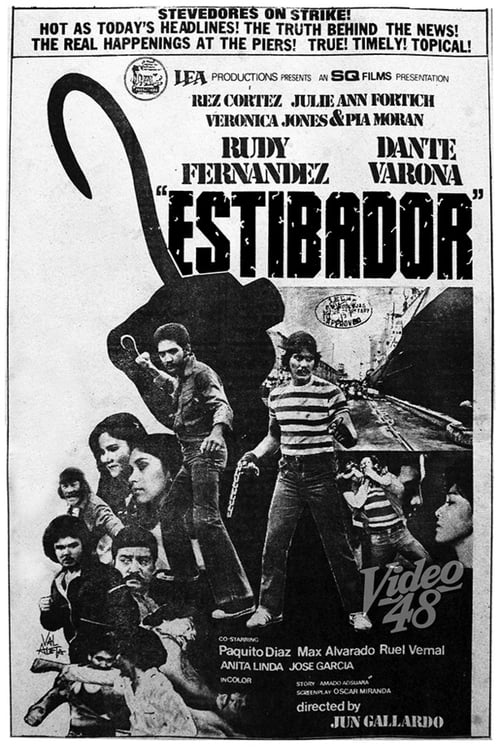 STEVEDORES ON STRIKE!
HOT AS TODAY'S HEADLINES! THE TRUTH BEHIND THE NEWS!
THE REAL HAPPENINGS AT THE PIERS! TRUE! TIMELY! TOPICAL!
LEA PRODUCTIONS PRESENTS AN SQ FILMS PRESENTATION
REZ CORTEZ JULIE ANN FORTICH
VERONICA JONES & PIA MORAN
RUDY FERNANDEZ
DANTE VARONA
"ESTIBADOR"
APPROVED
Video 48
VAL
CO-STARRING
Paquito Diaz Max Alvarado Ruel Vernal
ANITA LINDA JOSE GARCIA
IN COLOR
STORY AMADO AGSUARA
SCREENPLAY OSCAR MIRANDA
directed by
JUN GALLARDO